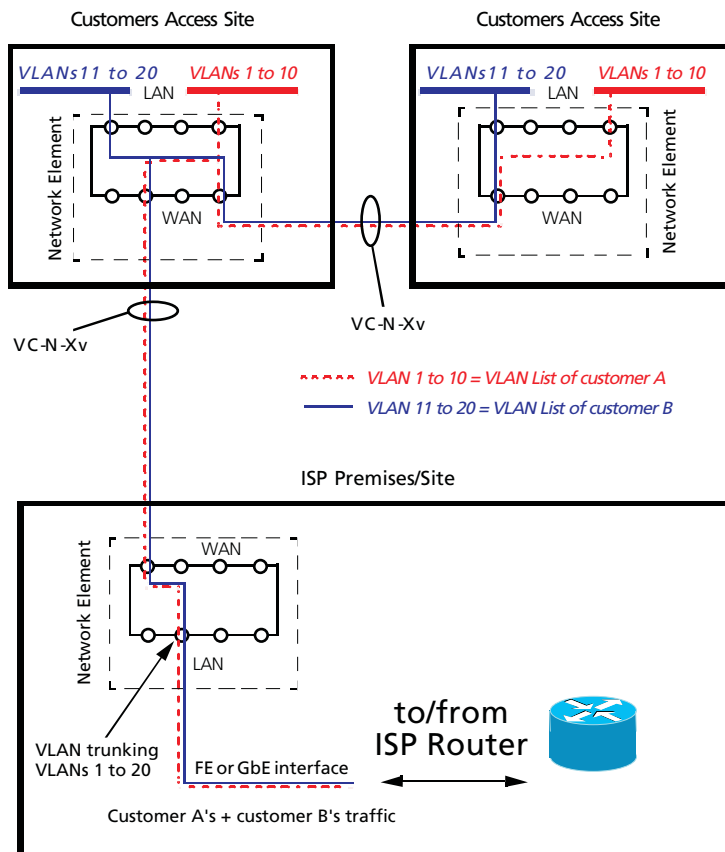 Customers Access Site
Customers Access Site
VLANs11 to 20
VLANs 1 to 10
LAN
Network Element
WAN
VLANs11 to 20
VLANs 1 to 10
LAN
Network Element
WAN
VC-N-Xv
VC-N-Xv
VLAN 1 to 10 = VLAN List of customer A
VLAN 11 to 20 = VLAN List of customer B
ISP Premises/Site
Network Element
WAN
LAN
VLAN trunking
VLANs 1 to 20
FE or GbE interface
to/from
ISP Router
Customer A's + customer B's traffic